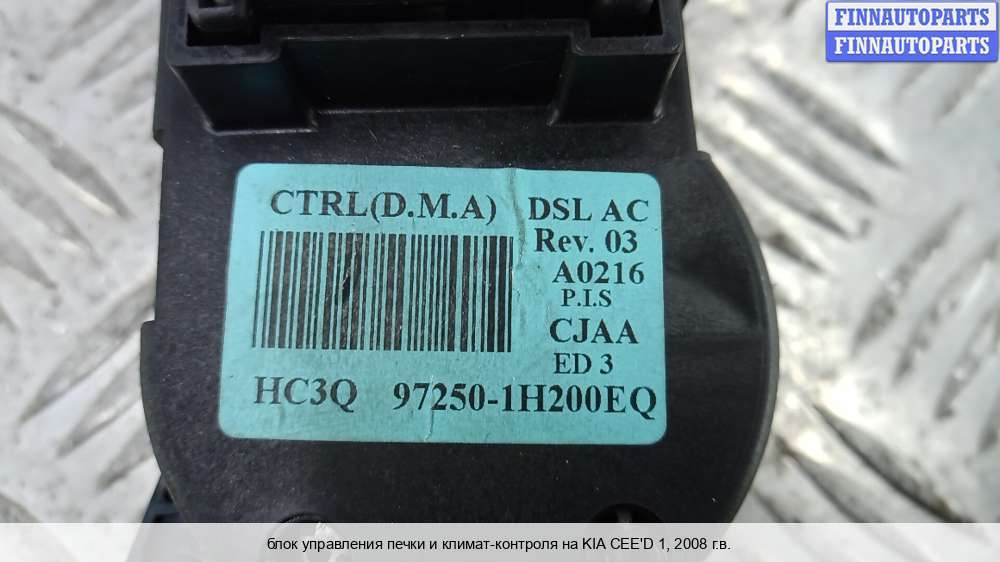 FINNAUTOPARTS
FINNAUTOPARTS
CTRL(D.M.A) DSL AC
Rev. 03
A0216
P.I.S
CJAA
ED 3
HC3Q 97250-1H200EQ
блок управления печки и климат-контроля на KIA CEE'D 1, 2008 г.в.